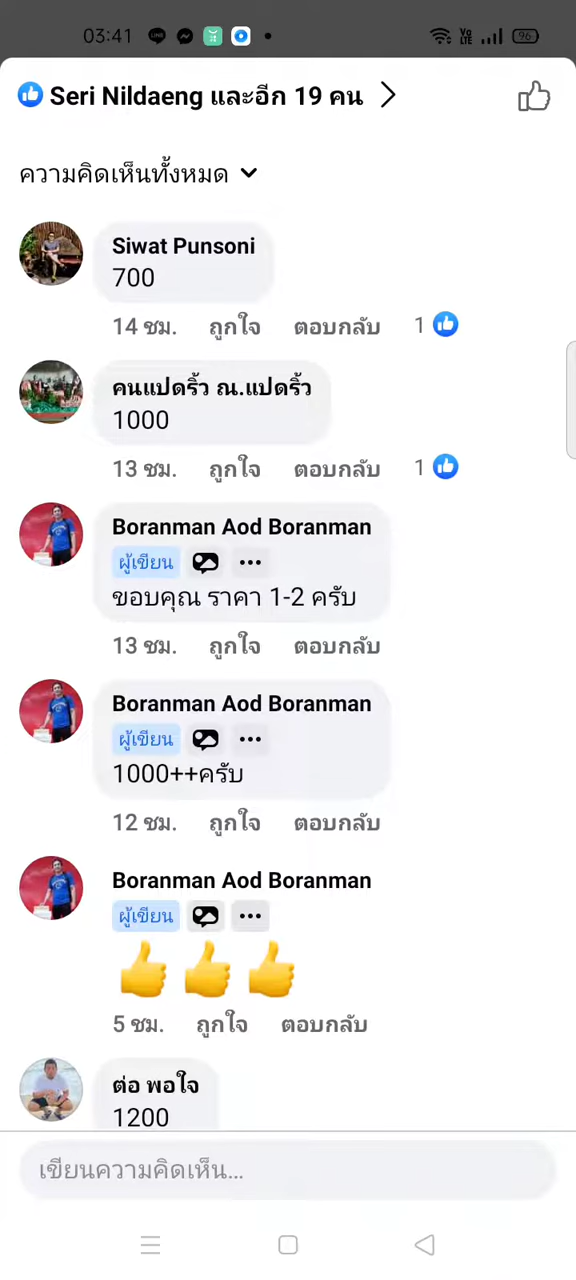 03:41
VO LTE
96
Seri Nildaeng และอีก 19 คน
ความคิดเห็นทั้งหมด
Siwat Punsoni
700
14 ชม. ถูกใจ ตอบกลับ 1
คนแปดริ้ว ณ.แปดริ้ว
1000
13 ชม. ถูกใจ ตอบกลับ 1
Boranman Aod Boranman
ผู้เขียน
ขอบคุณ ราคา 1-2 ครับ
13 ชม. ถูกใจ ตอบกลับ
Boranman Aod Boranman
ผู้เขียน
1000++ครับ
12 ชม. ถูกใจ ตอบกลับ
Boranman Aod Boranman
ผู้เขียน
5 ชม. ถูกใจ ตอบกลับ
ต่อ พอใจ
1200
เขียนความคิดเห็น...